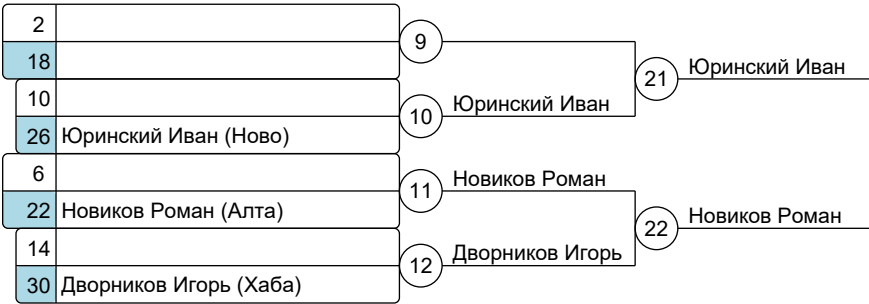 2
9
18
21 Юринский Иван
10
10 Юринский Иван
26 Юринский Иван (Ново)
6
11 Новиков Роман
22 Новиков Роман (Алта)
22 Новиков Роман
14
12 Дворников Игорь
30 Дворников Игорь (Хаба)